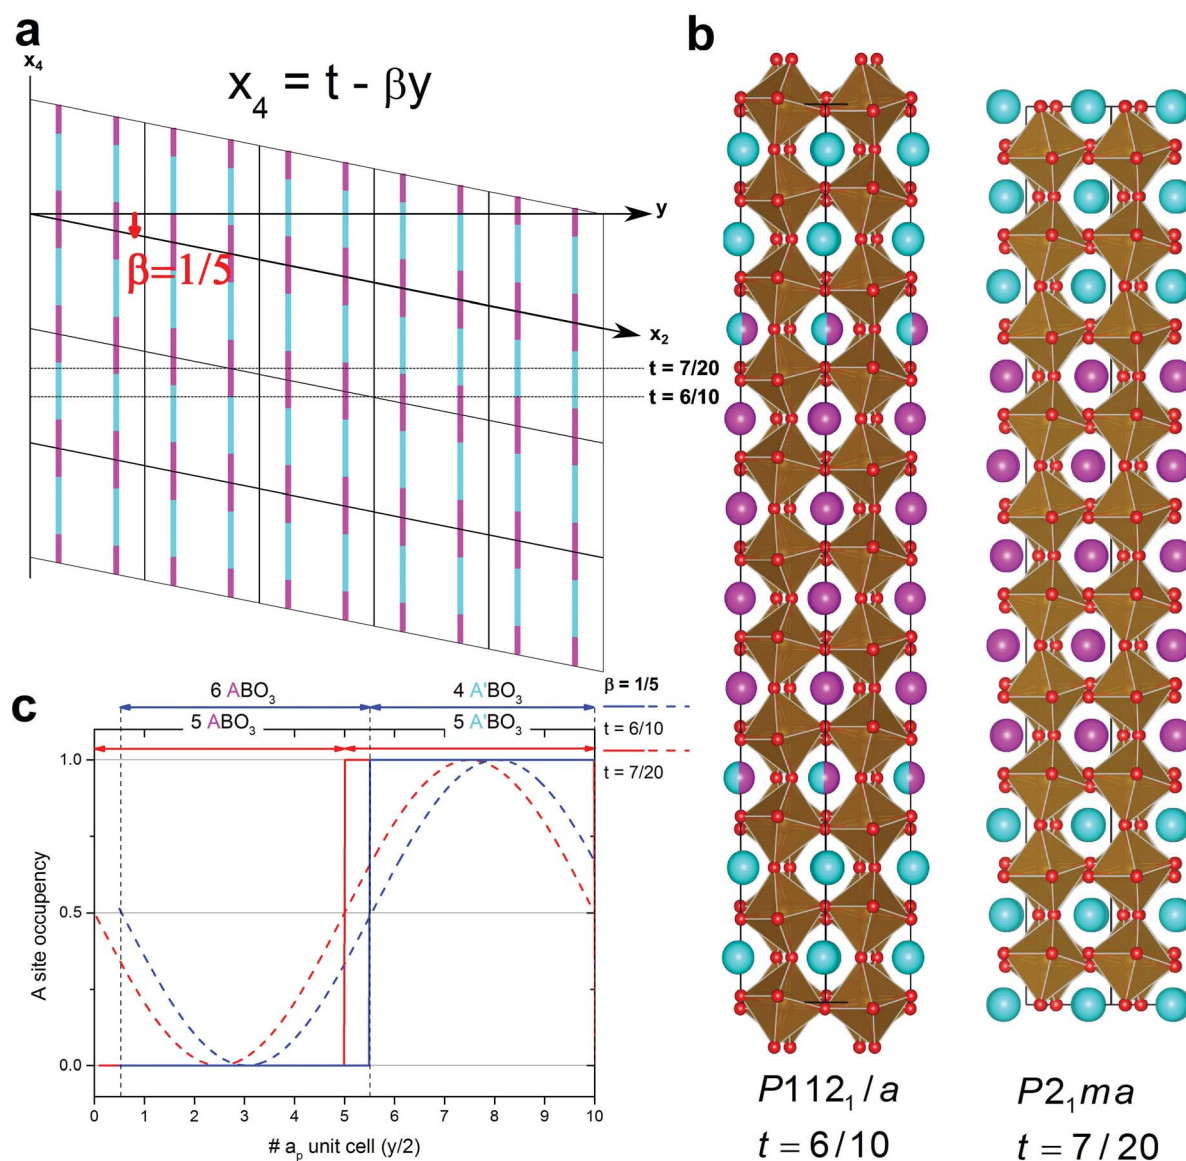 a
x₄
x₄ = t - βy
y
β=1/5
x₂
t = 7/20
t = 6/10
b
P112₁/a
t = 6/10
P2₁ma
t = 7/20
c
6 ABO₃
4 A'BO₃
β = 1/5
5 ABO₃
5 A'BO₃
t = 6/10
t = 7/20
1.0
0.5
0.0
A site occupency
0 1 2 3 4 5 6 7 8 9 10
# aₚ unit cell (y/2)